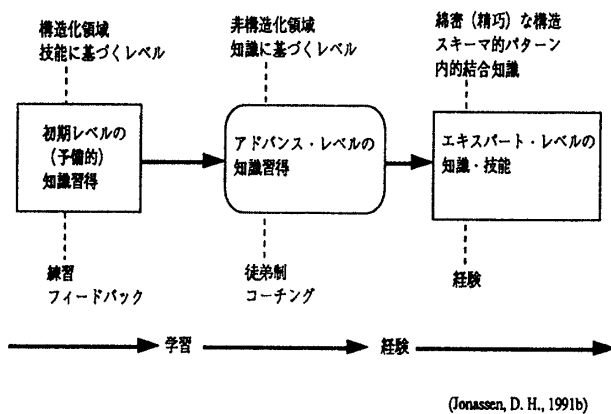 構造化領域
技能に基づくレベル
非構造化領域
知識に基づくレベル
綿密（精巧）な構造
スキーマ的パターン
内的結合知識
初期レベルの
（予備的）
知識習得
アドバンス・レベルの
知識習得
エキスパート・レベルの
知識・技能
練習
フィードバック
徒弟制
コーチング
経験
学習
経験
(Jonassen, D. H., 1991b)